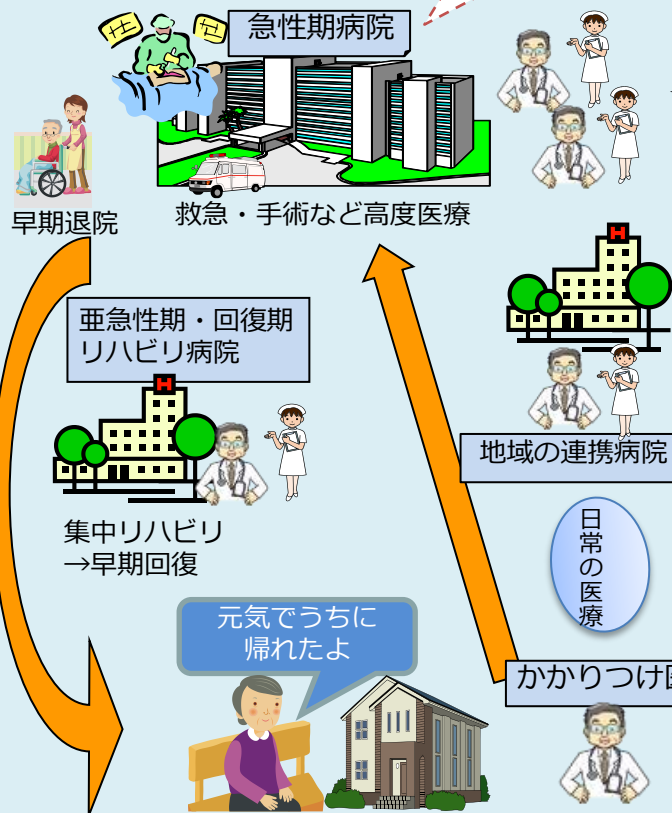 急性期病院
救急・手術など高度医療
早期退院
亜急性期・回復期
リハビリ病院
H
H
集中リハビリ
→早期回復
地域の連携病院
日常の医療
元気でうちに
帰れたよ
かかりつけ医